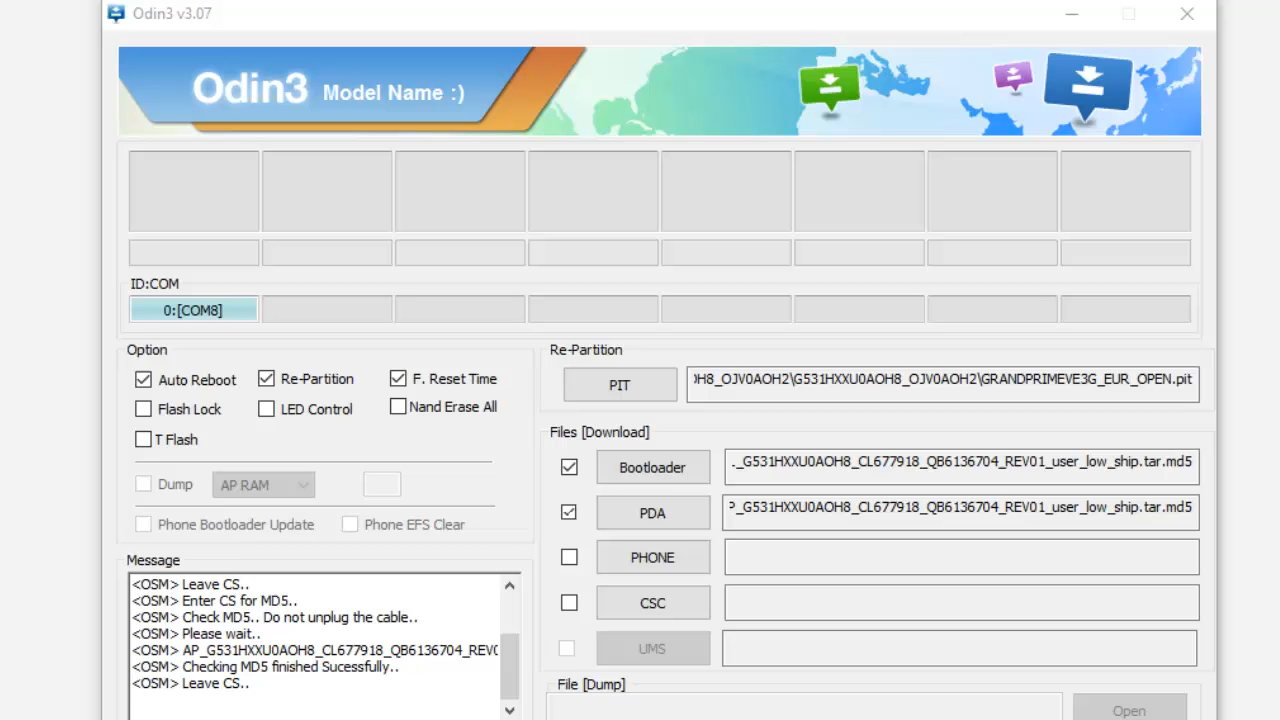 Odin3 v3.07
Odin3 Model Name :)
ID:COM
0:[COM8]
Option
Auto Reboot
Re-Partition
F. Reset Time
Flash Lock
LED Control
Nand Erase All
T Flash
Dump
AP RAM
Phone Bootloader Update
Phone EFS Clear
Message
<OSM> Leave CS..
<OSM> Enter CS for MD5..
<OSM> Check MD5.. Do not unplug the cable..
<OSM> Please wait..
<OSM> AP_G531HXXU0AOH8_CL677918_QB6136704_REV0
<OSM> Checking MD5 finished Sucessfully..
<OSM> Leave CS..
Re-Partition
PIT
H8_OJV0AOH2\G531HXXU0AOH8_OJV0AOH2\GRANDPRIMEVE3G_EUR_OPEN.pit
Files [Download]
Bootloader
._G531HXXU0AOH8_CL677918_QB6136704_REV01_user_low_ship.tar.md5
PDA
P_G531HXXU0AOH8_CL677918_QB6136704_REV01_user_low_ship.tar.md5
PHONE
CSC
UMS
File [Dump]
Open